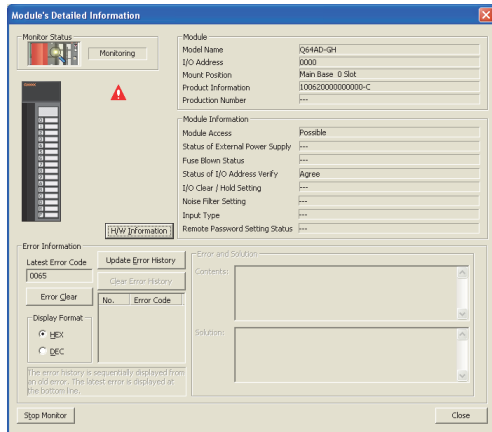 Module's Detailed Information
Monitor Status
Monitoring
Module
Model Name Q64AD-GH
I/O Address 0000
Mount Position Main Base 0 Slot
Product Information 100620000000000-C
Production Number ---
Module Information
Module Access Possible
Status of External Power Supply ---
Fuse Blown Status ---
Status of I/O Address Verify Agree
I/O Clear / Hold Setting ---
Noise Filter Setting ---
Input Type ---
Remote Password Setting Status ---
H/W Information
Error Information
Latest Error Code
0065
Error Clear
Display Format
HEX
DEC
Update Error History
Clear Error History
No. Error Code
The error history is sequentially displayed from
an old error. The latest error is displayed at
the bottom line.
Error and Solution
Contents:
Solution:
Stop Monitor
Close